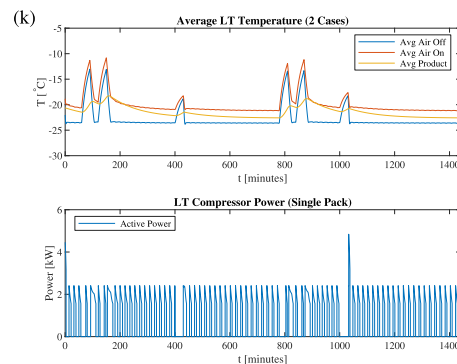 (k)
Average LT Temperature (2 Cases)
-5
-10
-15
-20
-25
-30
T [°C]
Avg Air Off
Avg Air On
Avg Product
0 200 400 600 800 1000 1200 1400
t [minutes]
LT Compressor Power (Single Pack)
6
4
2
0
Power [kW]
Active Power
0 200 400 600 800 1000 1200 1400
t [minutes]